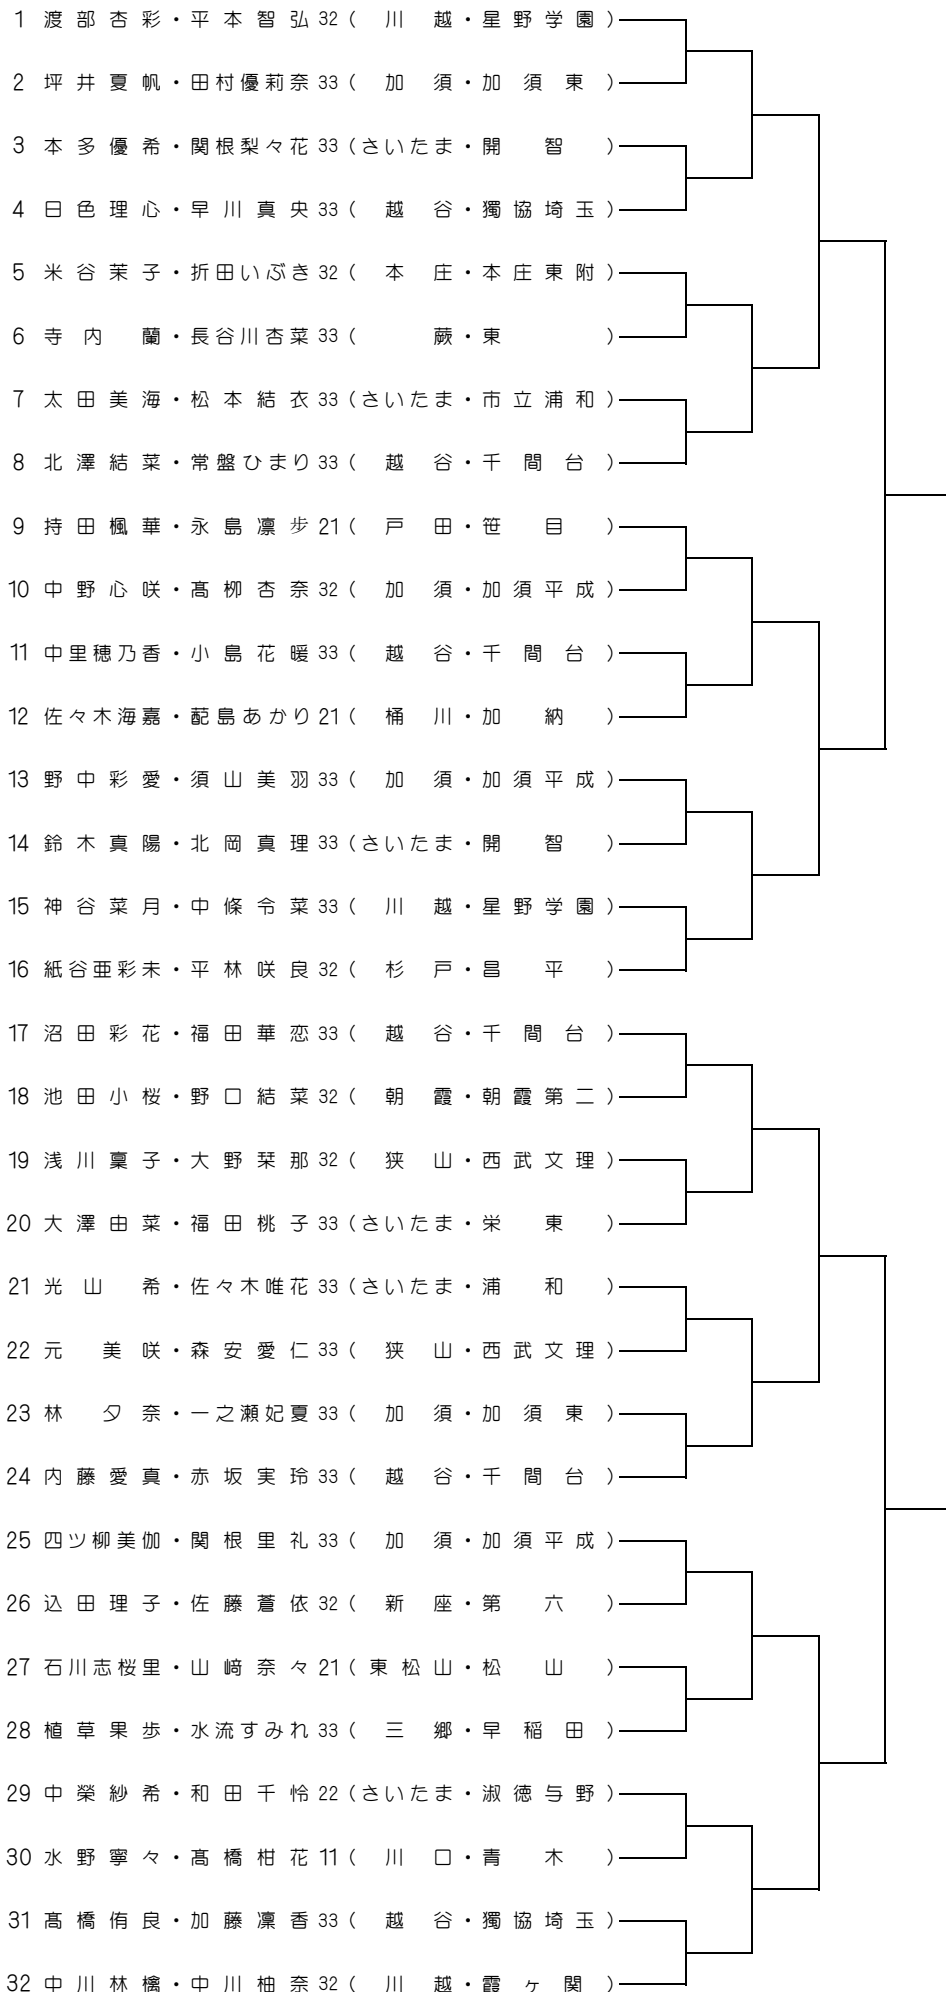 1 渡部杏彩・平本智弘 32 (川越・星野学園)
2 坪井夏帆・田村優莉奈 33 (加須・加須東)
3 本多優希・関根梨々花 33 (さいたま・開智)
4 日色理心・早川真央 33 (越谷・獨協埼玉)
5 米谷茉子・折田いぶき 32 (本庄・本庄東附)
6 寺内蘭・長谷川杏菜 33 (蕨・東)
7 太田美海・松本結衣 33 (さいたま・市立浦和)
8 北澤結菜・常盤ひまり 33 (越谷・千間台)
9 持田楓華・永島凛歩 21 (戸田・笹目)
10 中野心咲・髙柳杏奈 32 (加須・加須平成)
11 中里穂乃香・小島花暖 33 (越谷・千間台)
12 佐々木海嘉・蓜島あかり 21 (桶川・加納)
13 野中彩愛・須山美羽 33 (加須・加須平成)
14 鈴木真陽・北岡真理 33 (さいたま・開智)
15 神谷菜月・中條令菜 33 (川越・星野学園)
16 紙谷亜彩未・平林咲良 32 (杉戸・昌平)
17 沼田彩花・福田華恋 33 (越谷・千間台)
18 池田小桜・野口結菜 32 (朝霞・朝霞第二)
19 浅川稟子・大野栞那 32 (狭山・西武文理)
20 大澤由菜・福田桃子 33 (さいたま・栄東)
21 光山希・佐々木唯花 33 (さいたま・浦和)
22 元美咲・森安愛仁 33 (狭山・西武文理)
23 林夕奈・一之瀬妃夏 33 (加須・加須東)
24 内藤愛真・赤坂実玲 33 (越谷・千間台)
25 四ツ柳美伽・関根里礼 33 (加須・加須平成)
26 込田理子・佐藤蒼依 32 (新座・第六)
27 石川志桜里・山﨑奈々 21 (東松山・松山)
28 植草果歩・水流すみれ 33 (三郷・早稲田)
29 中榮紗希・和田千怜 22 (さいたま・淑徳与野)
30 水野寧々・髙橋柑花 11 (川口・青木)
31 髙橋侑良・加藤凛香 33 (越谷・獨協埼玉)
32 中川林檎・中川柚奈 32 (川越・霞ヶ関)